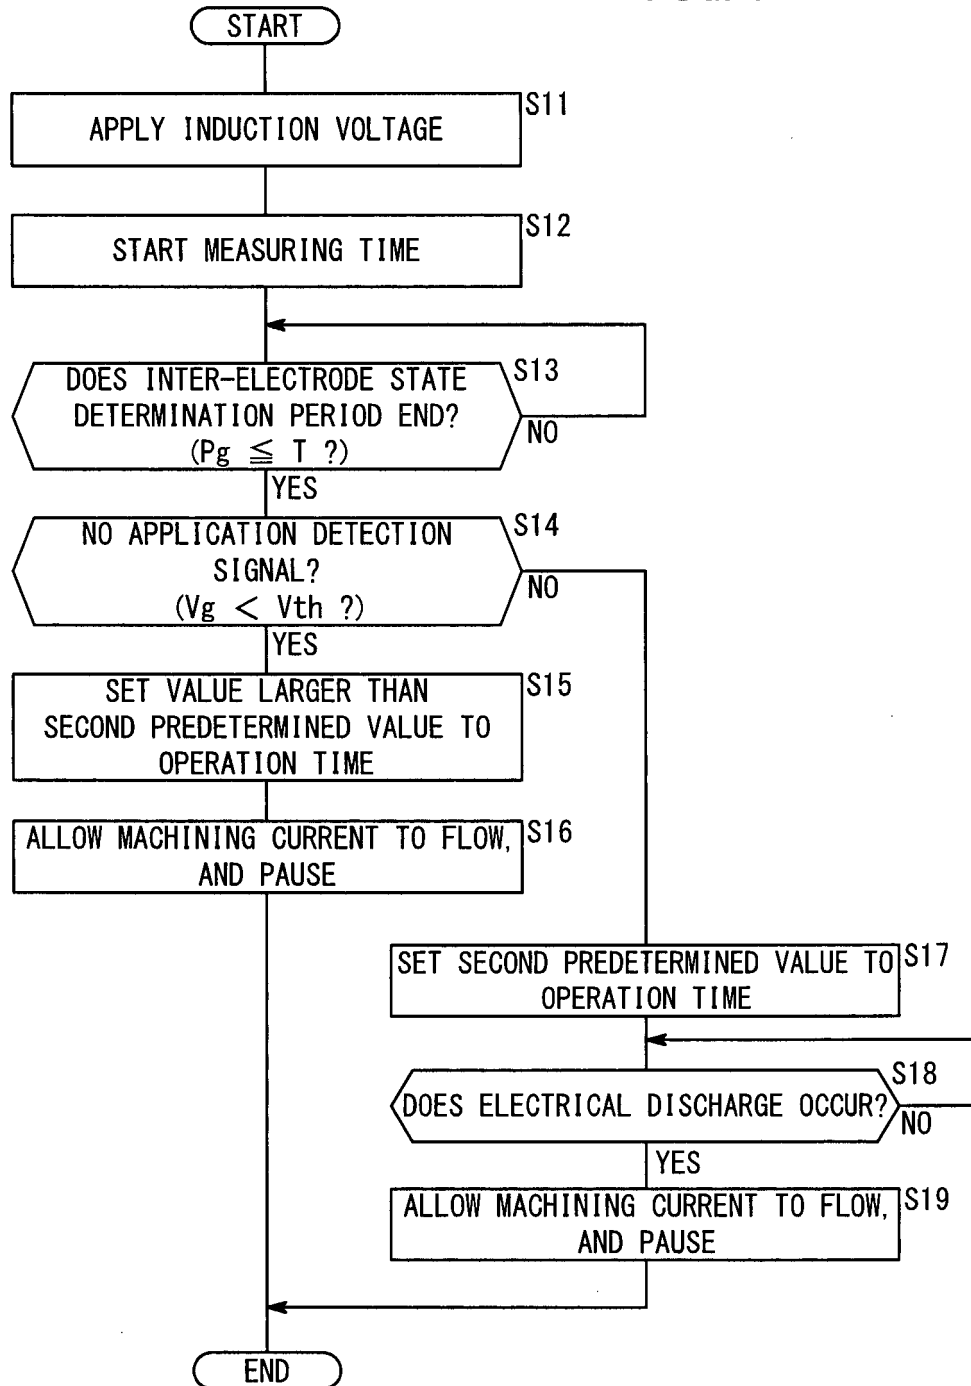 START
S11
APPLY INDUCTION VOLTAGE
S12
START MEASURING TIME
S13
DOES INTER-ELECTRODE STATE
DETERMINATION PERIOD END?
(Pg ≦ T ?)
NO
YES
S14
NO APPLICATION DETECTION
SIGNAL?
(Vg < Vth ?)
NO
YES
S15
SET VALUE LARGER THAN
SECOND PREDETERMINED VALUE TO
OPERATION TIME
S16
ALLOW MACHINING CURRENT TO FLOW,
AND PAUSE
S17
SET SECOND PREDETERMINED VALUE TO
OPERATION TIME
S18
DOES ELECTRICAL DISCHARGE OCCUR?
NO
YES
S19
ALLOW MACHINING CURRENT TO FLOW,
AND PAUSE
END